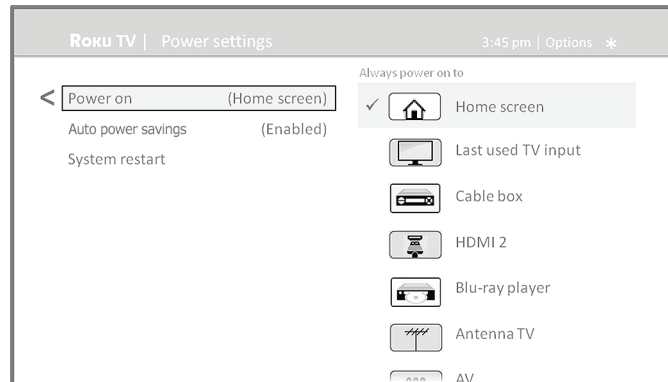 Roku TV | Power settings
3:45 pm | Options ✱
Always power on to
< Power on (Home screen)
Auto power savings (Enabled)
System restart
✓ Home screen
Last used TV input
Cable box
HDMI 2
Blu-ray player
Antenna TV
AV